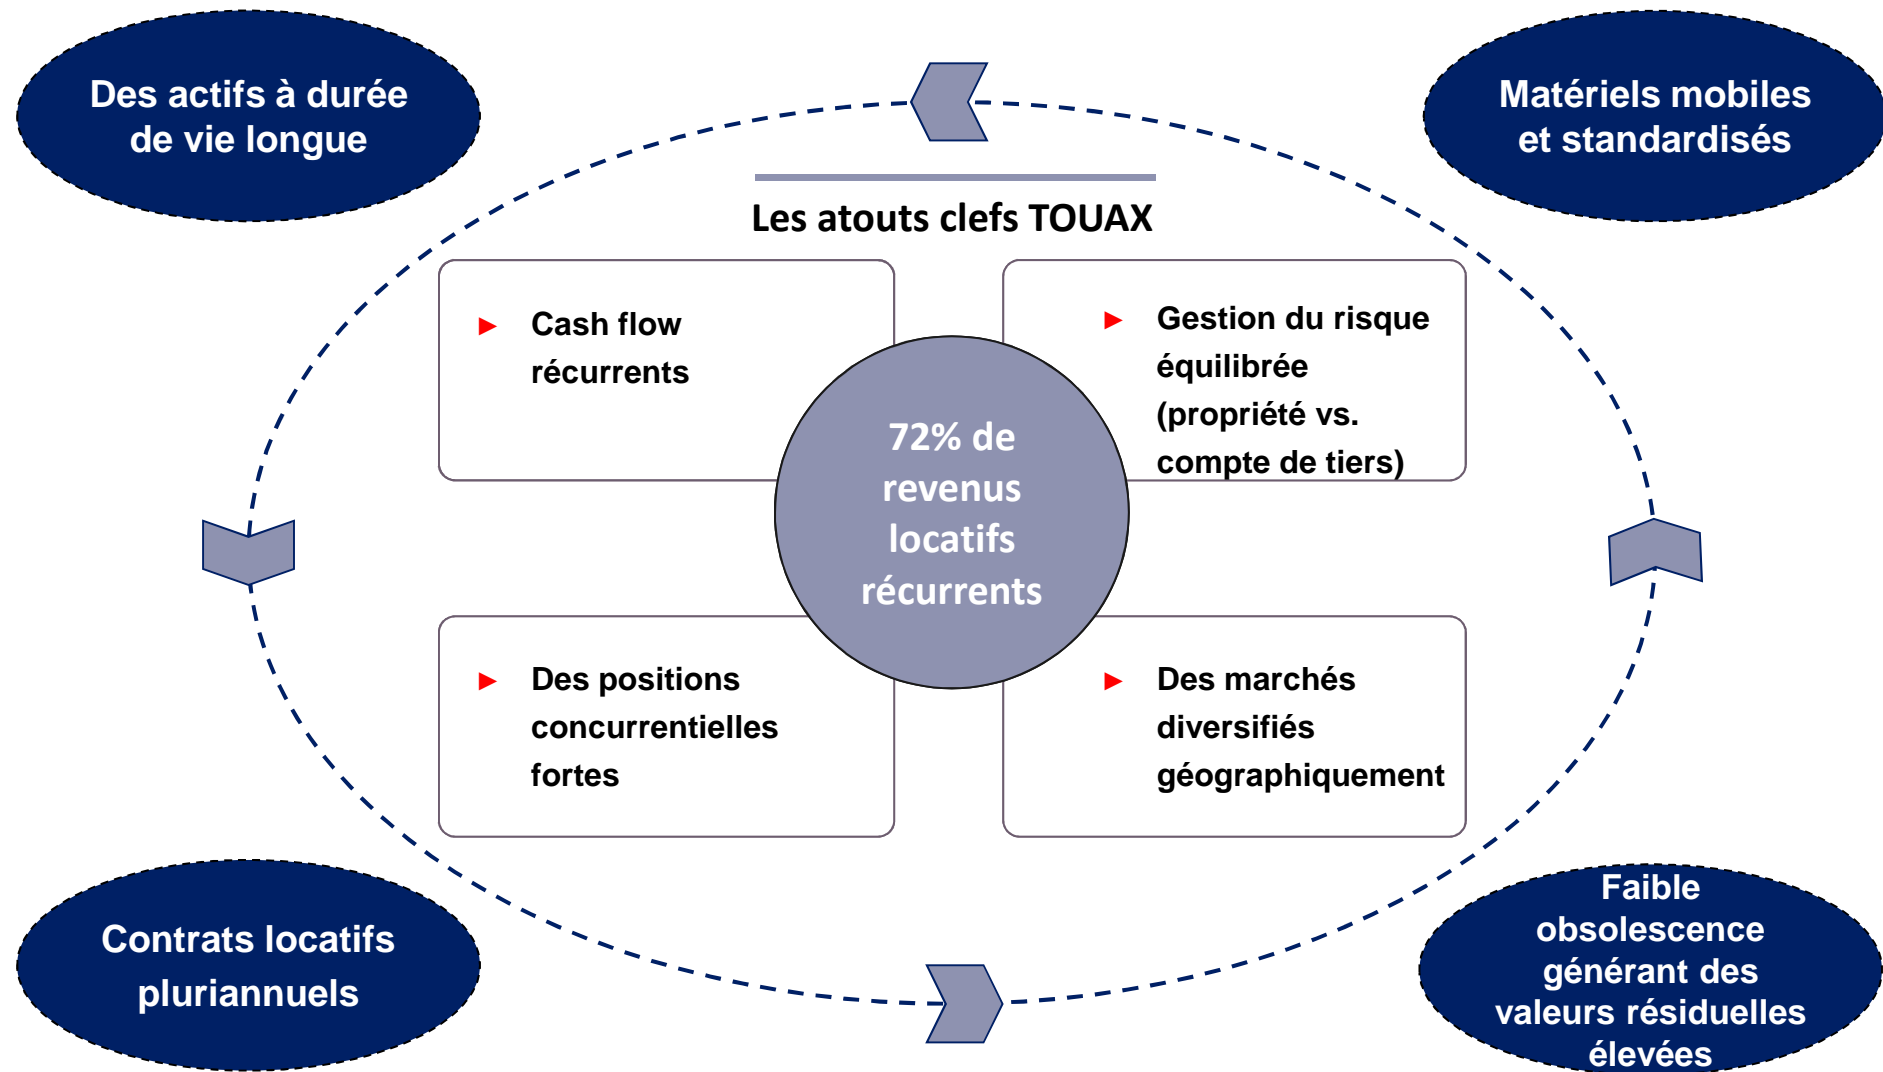 Des actifs à durée
de vie longue
Matériels mobiles
et standardisés
Les atouts clefs TOUAX
► Cash flow
récurrents
► Gestion du risque
équilibrée
(propriété vs.
compte de tiers)
72% de
revenus
locatifs
récurrents
► Des positions
concurrentielles
fortes
► Des marchés
diversifiés
géographiquement
Contrats locatifs
pluriannuels
Faible
obsolescence
générant des
valeurs résiduelles
élevées